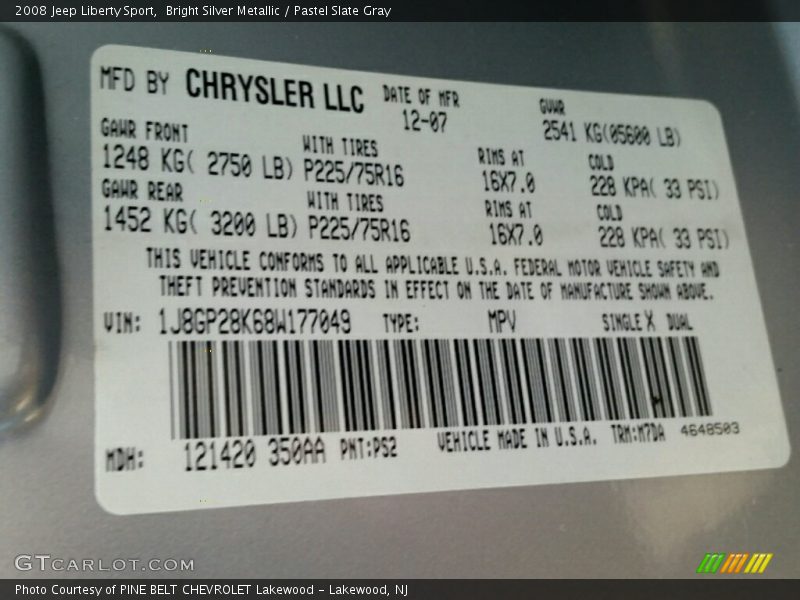 2008 Jeep Liberty Sport,  Bright Silver Metallic / Pastel Slate Gray
MFD BY CHRYSLER LLC DATE OF MFR GVWR
12-07 2541 KG(05600 LB)
GAWR FRONT WITH TIRES RIMS AT COLD
1248 KG( 2750 LB) P225/75R16 16X7.0 228 KPA( 33 PSI)
GAWR REAR WITH TIRES RIMS AT COLD
1452 KG( 3200 LB) P225/75R16 16X7.0 228 KPA( 33 PSI)
THIS VEHICLE CONFORMS TO ALL APPLICABLE U.S.A. FEDERAL MOTOR VEHICLE SAFETY AND
THEFT PREVENTION STANDARDS IN EFFECT ON THE DATE OF MANUFACTURE SHOWN ABOVE.
VIN: 1J8GP28K68W177049 TYPE: MPV SINGLE X DUAL
MDH: 121420 350AA PNT:PS2 VEHICLE MADE IN U.S.A. TRM:M7DA 4648503
GTCARLOT.COM
Photo Courtesy of PINE BELT CHEVROLET Lakewood - Lakewood, NJ